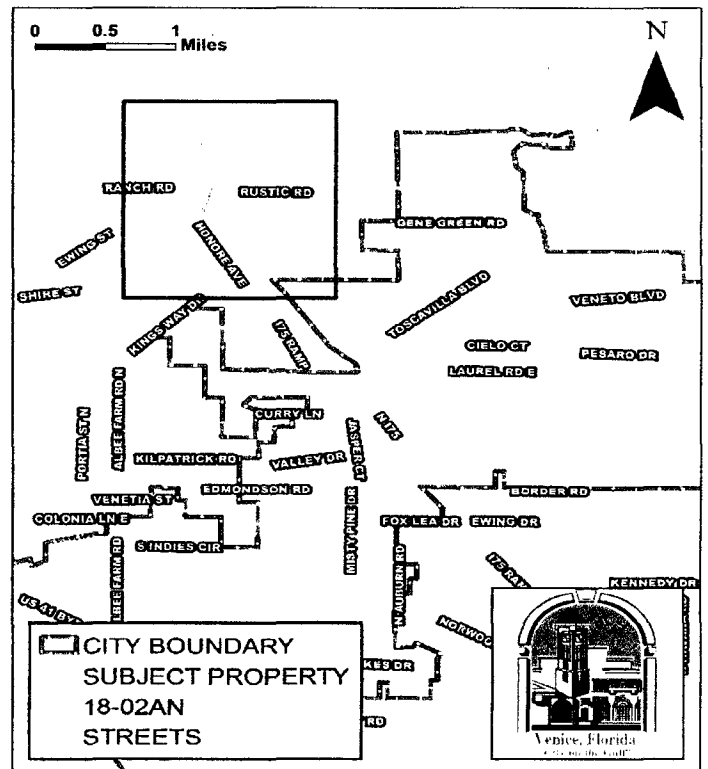 0 0.5 1
Miles
N
RANCH RD
RUSTIC RD
GENE GREEN RD
EWING ST
HONORE AVE
SHIRE ST
KINGS WAY DR
I75 RAMP
TOSCAVILLA BLVD
VENETO BLVD
CIELO CT
PESARO DR
LAUREL RD E
PORTIA ST N
ALBEE FARM RD N
CURRY LN
JASPER CT
N I75
KILPATRICK RD
VALLEY DR
EDMONDSON RD
VENETIA ST
MISTY PINE DR
BORDER RD
COLONIA LN E
FOX LEA DR
EWING DR
S INDIES CIR
N AUBURN RD
KENNEDY DR
CITY BOUNDARY
SUBJECT PROPERTY
18-02AN
STREETS
KES DR
RD
Venice, Florida